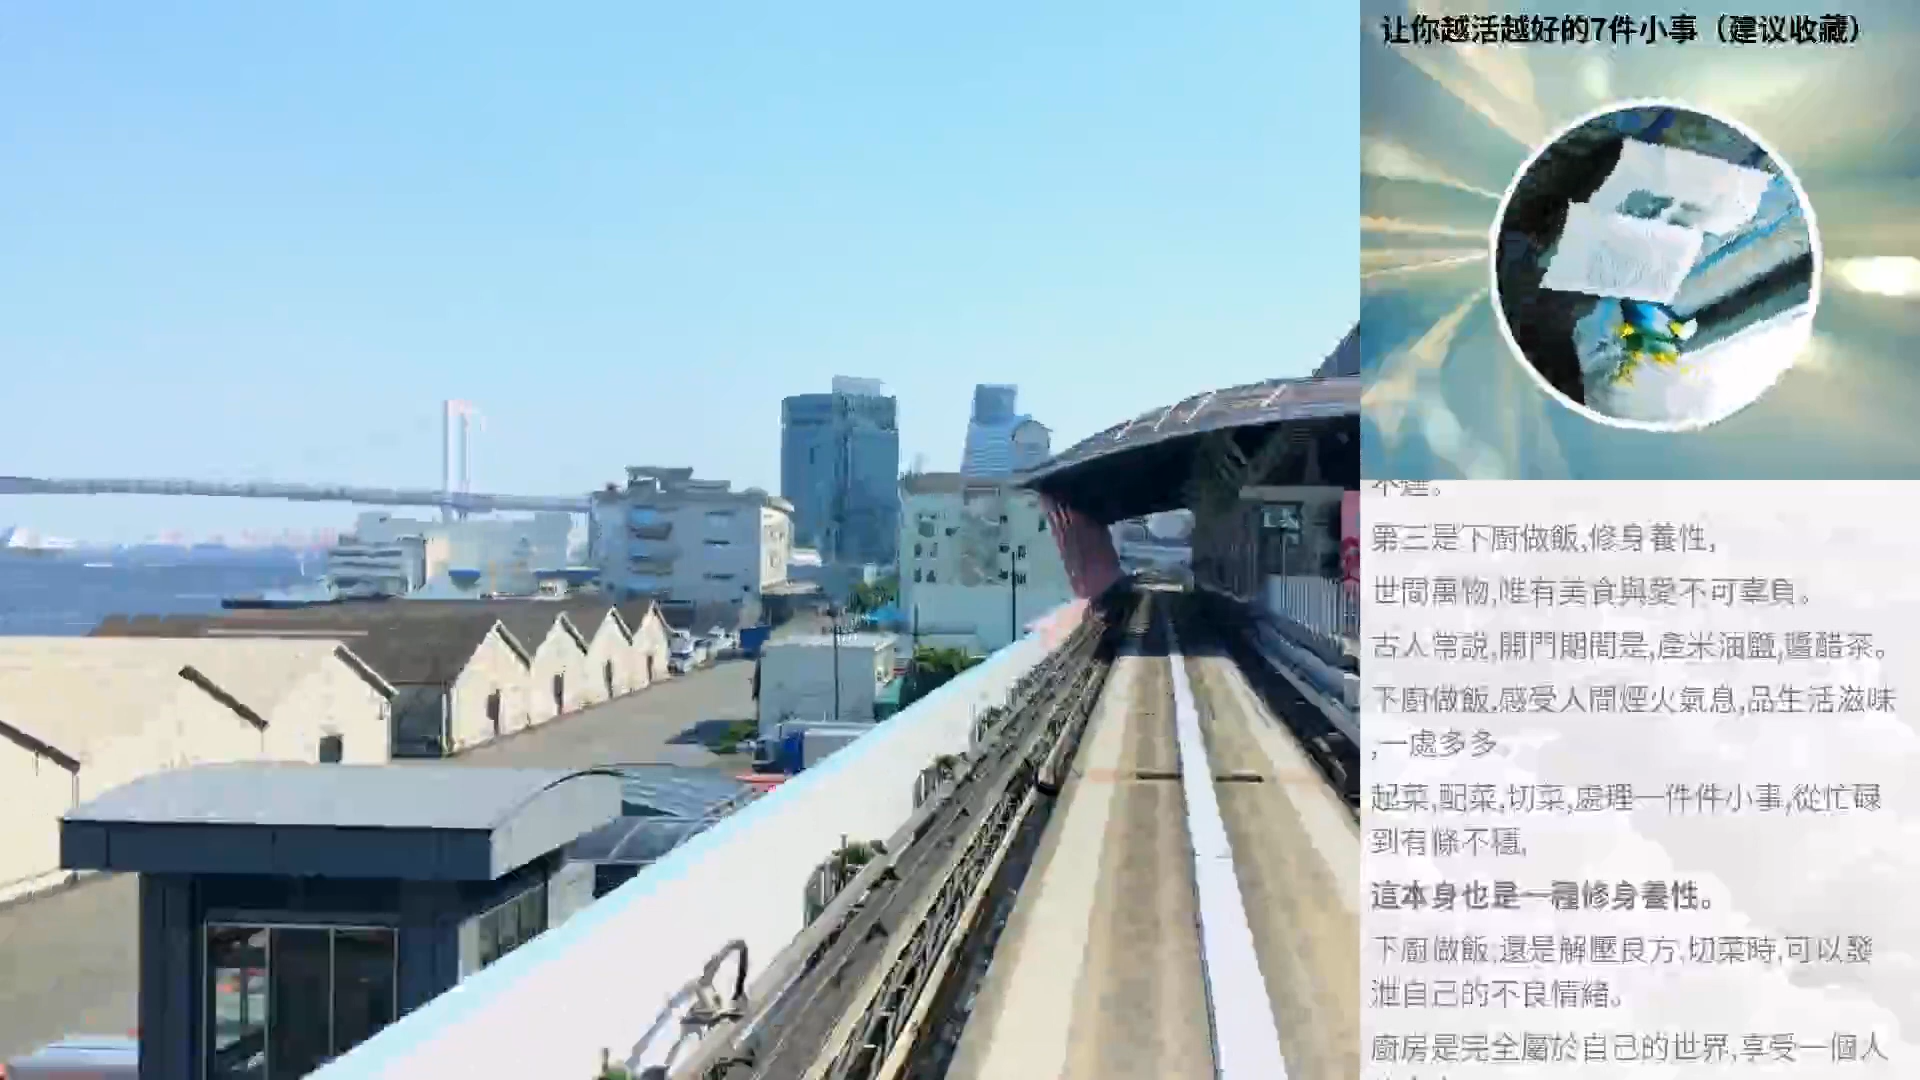 让你越活越好的7件小事（建议收藏）
第三是下廚做飯,修身養性,
世間萬物,唯有美食與愛不可辜負。
古人常説,開門期間是,產米油鹽,醬醋茶。
下廚做飯,感受人間煙火氣息,品生活滋味
,一處多多。
起菜,配菜,切菜,處理一件件小事,從忙碌
到有條不穩,
這本身也是一種修身養性。
下廚做飯,還是解壓良方,切菜時,可以發
泄自己的不良情緒。
廚房是完全屬於自己的世界,享受一個人